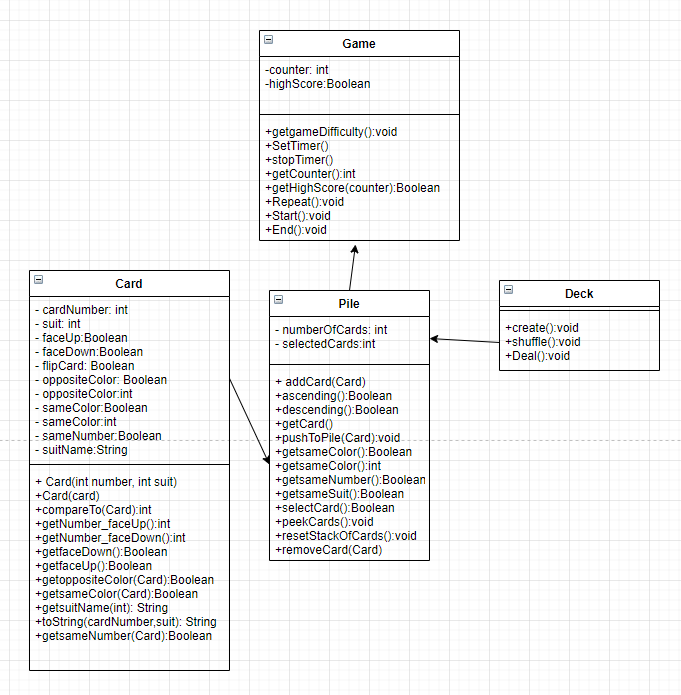 Game
-counter: int
-highScore:Boolean
+getgameDifficulty():void
+SetTimer()
+stopTimer()
+getCounter():int
+getHighScore(counter):Boolean
+Repeat():void
+Start():void
+End():void
Card
- cardNumber: int
- suit: int
- faceUp:Boolean
- faceDown:Boolean
- flipCard: Boolean
- oppositeColor: Boolean
- oppositeColor:int
- sameColor:Boolean
- sameColor:int
- sameNumber:Boolean
-suitName:String
+ Card(int number, int suit)
+Card(card)
+compareTo(Card):int
+getNumber_faceUp():int
+getNumber_faceDown():int
+getfaceDown():Boolean
+getfaceUp():Boolean
+getoppositeColor(Card):Boolean
+getsameColor(Card):Boolean
+getsuitName(int): String
+toString(cardNumber,suit): String
+getsameNumber(Card):Boolean
Pile
- numberOfCards: int
- selectedCards:int
+ addCard(Card)
+ascending():Boolean
+descending():Boolean
+getCard()
+pushToPile(Card):void
+getsameColor():Boolean
+getsameColor():int
+getsameNumber():Boolean
+getsameSuit():Boolean
+selectCard():Boolean
+peekCards():void
+resetStackOfCards():void
+removeCard(Card)
Deck
+create():void
+shuffle():void
+Deal():void